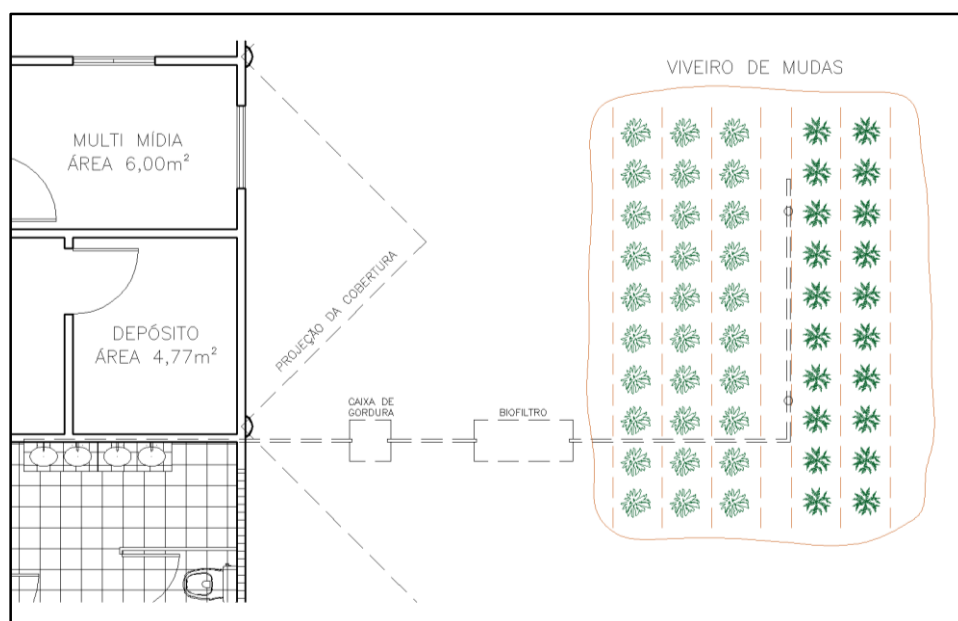 VIVEIRO DE MUDAS
MULTI MÍDIA
ÁREA 6,00m²
PROJEÇÃO DA COBERTURA
DEPÓSITO
ÁREA 4,77m²
CAIXA DE
GORDURA
BIOFILTRO